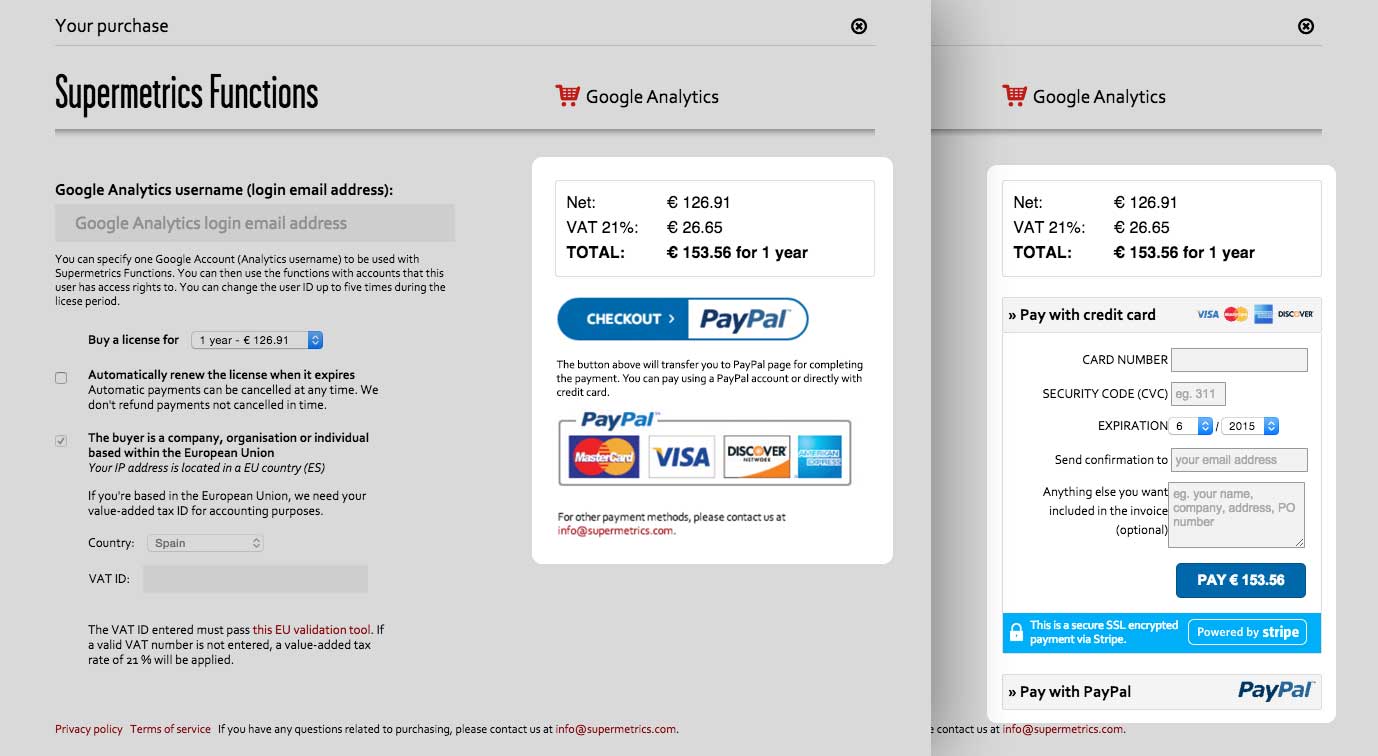 Your purchase
Supermetrics Functions
Google Analytics
Google Analytics username (login email address):
Google Analytics login email address
You can specify one Google Account (Analytics username) to be used with
Supermetrics Functions. You can then use the functions with accounts that this
user has access rights to. You can change the user ID up to five times during the
licese period.
Buy a license for 1 year - € 126.91
Automatically renew the license when it expires
Automatic payments can be cancelled at any time. We
don't refund payments not cancelled in time.
The buyer is a company, organisation or individual
based within the European Union
Your IP address is located in a EU country (ES)
If you're based in the European Union, we need your
value-added tax ID for accounting purposes.
Country: Spain
VAT ID:
The VAT ID entered must pass this EU validation tool. If
a valid VAT number is not entered, a value-added tax
rate of 21 % will be applied.
Net: € 126.91
VAT 21%: € 26.65
TOTAL: € 153.56 for 1 year
CHECKOUT › PayPal™
The button above will transfer you to PayPal page for completing
the payment. You can pay using a PayPal account or directly with
credit card.
PayPal™
MasterCard VISA DISCOVER NETWORK AMERICAN EXPRESS
For other payment methods, please contact us at
info@supermetrics.com.
Privacy policy Terms of service If you have any questions related to purchasing, please contact us at info@supermetrics.com.
Google Analytics
Net: € 126.91
VAT 21%: € 26.65
TOTAL: € 153.56 for 1 year
» Pay with credit card VISA MasterCard DISCOVER
CARD NUMBER
SECURITY CODE (CVC) eg. 311
EXPIRATION 6 / 2015
Send confirmation to your email address
Anything else you want
included in the invoice
(optional)
eg. your name,
company, address, PO
number
PAY € 153.56
This is a secure SSL encrypted
payment via Stripe.
Powered by stripe
» Pay with PayPal PayPal™
e contact us at info@supermetrics.com.